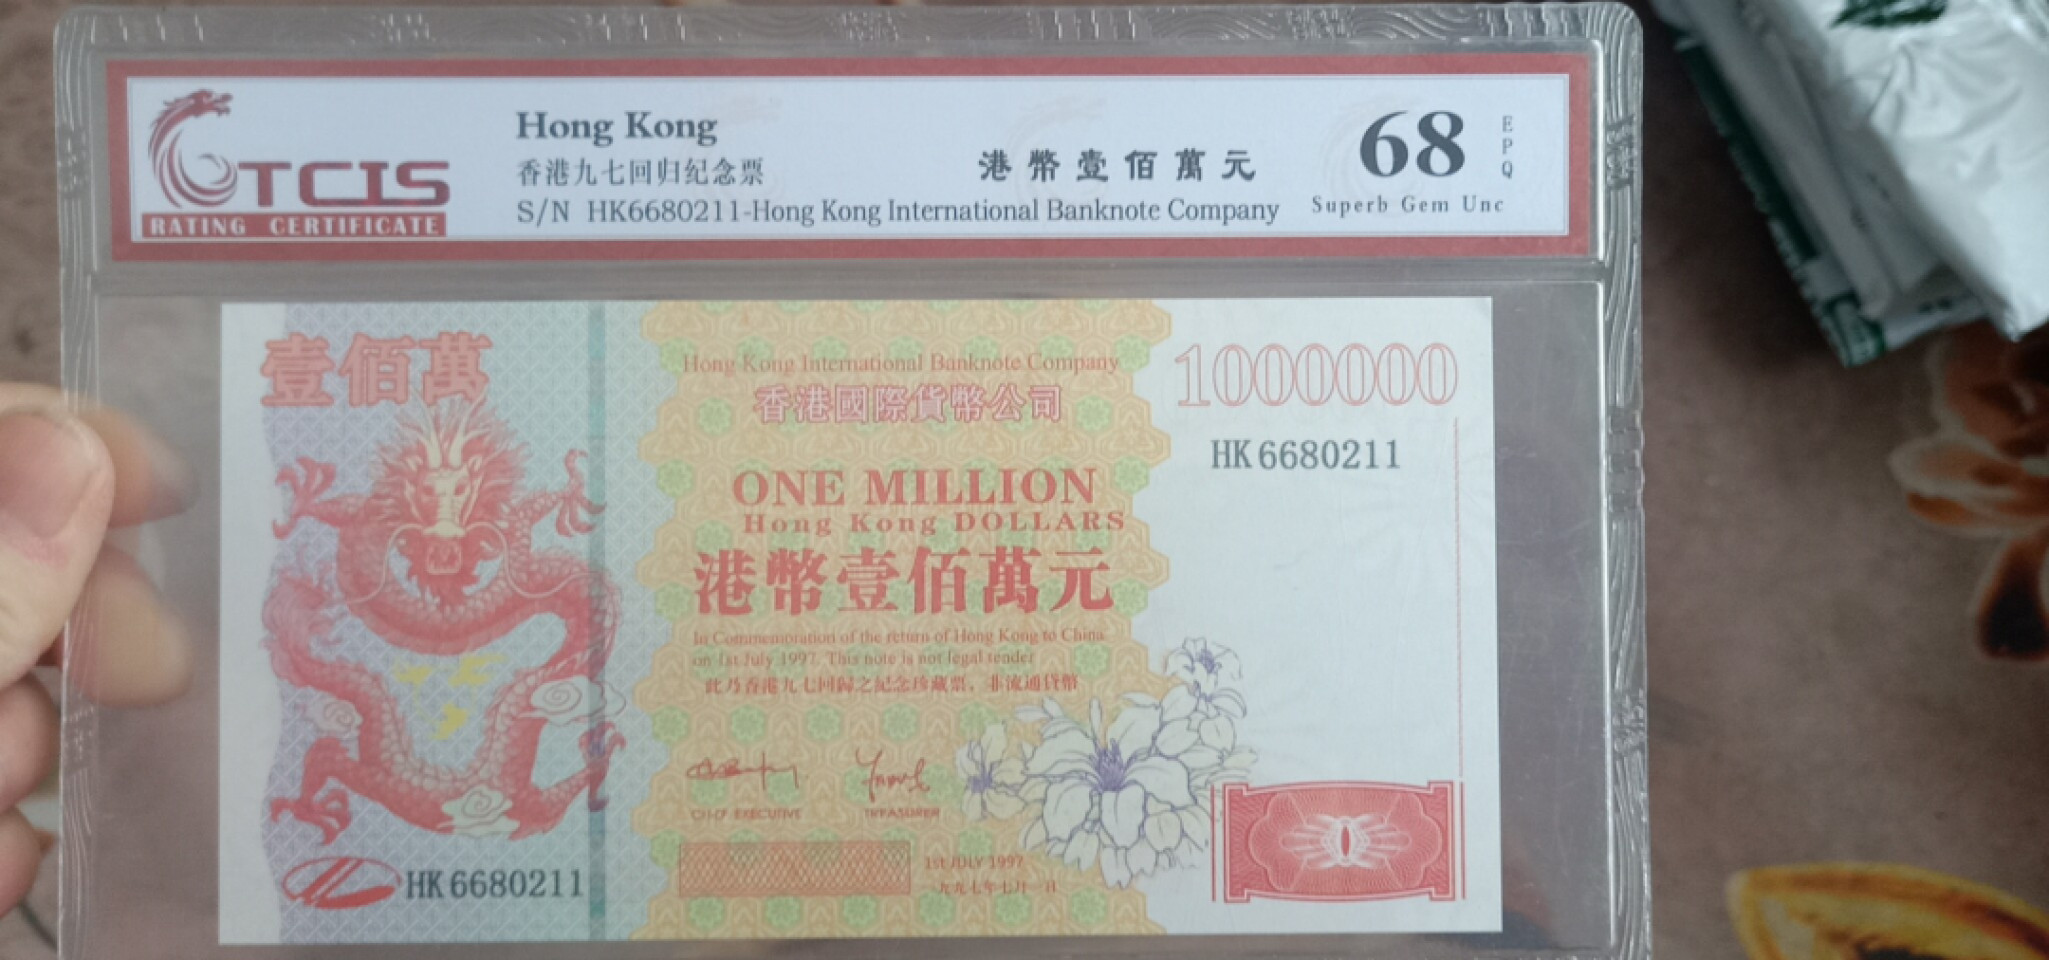 TCIS
RATING CERTIFICATE
Hong Kong
香港九七回归纪念票
港幣壹佰萬元
S/N HK6680211-Hong Kong International Banknote Company
68
EPQ
Superb Gem Unc
壹佰萬
Hong Kong International Banknote Company
香港國際貨幣公司
1000000
HK6680211
ONE MILLION
Hong Kong DOLLARS
港幣壹佰萬元
In Commemoration of the return of Hong Kong to China
on 1st July 1997. This note is not legal tender
此乃香港九七回歸之紀念珍藏票，非流通貨幣
CHIEF EXECUTIVE
TREASURER
1st JULY 1997
一九九七年七月一日
HK6680211